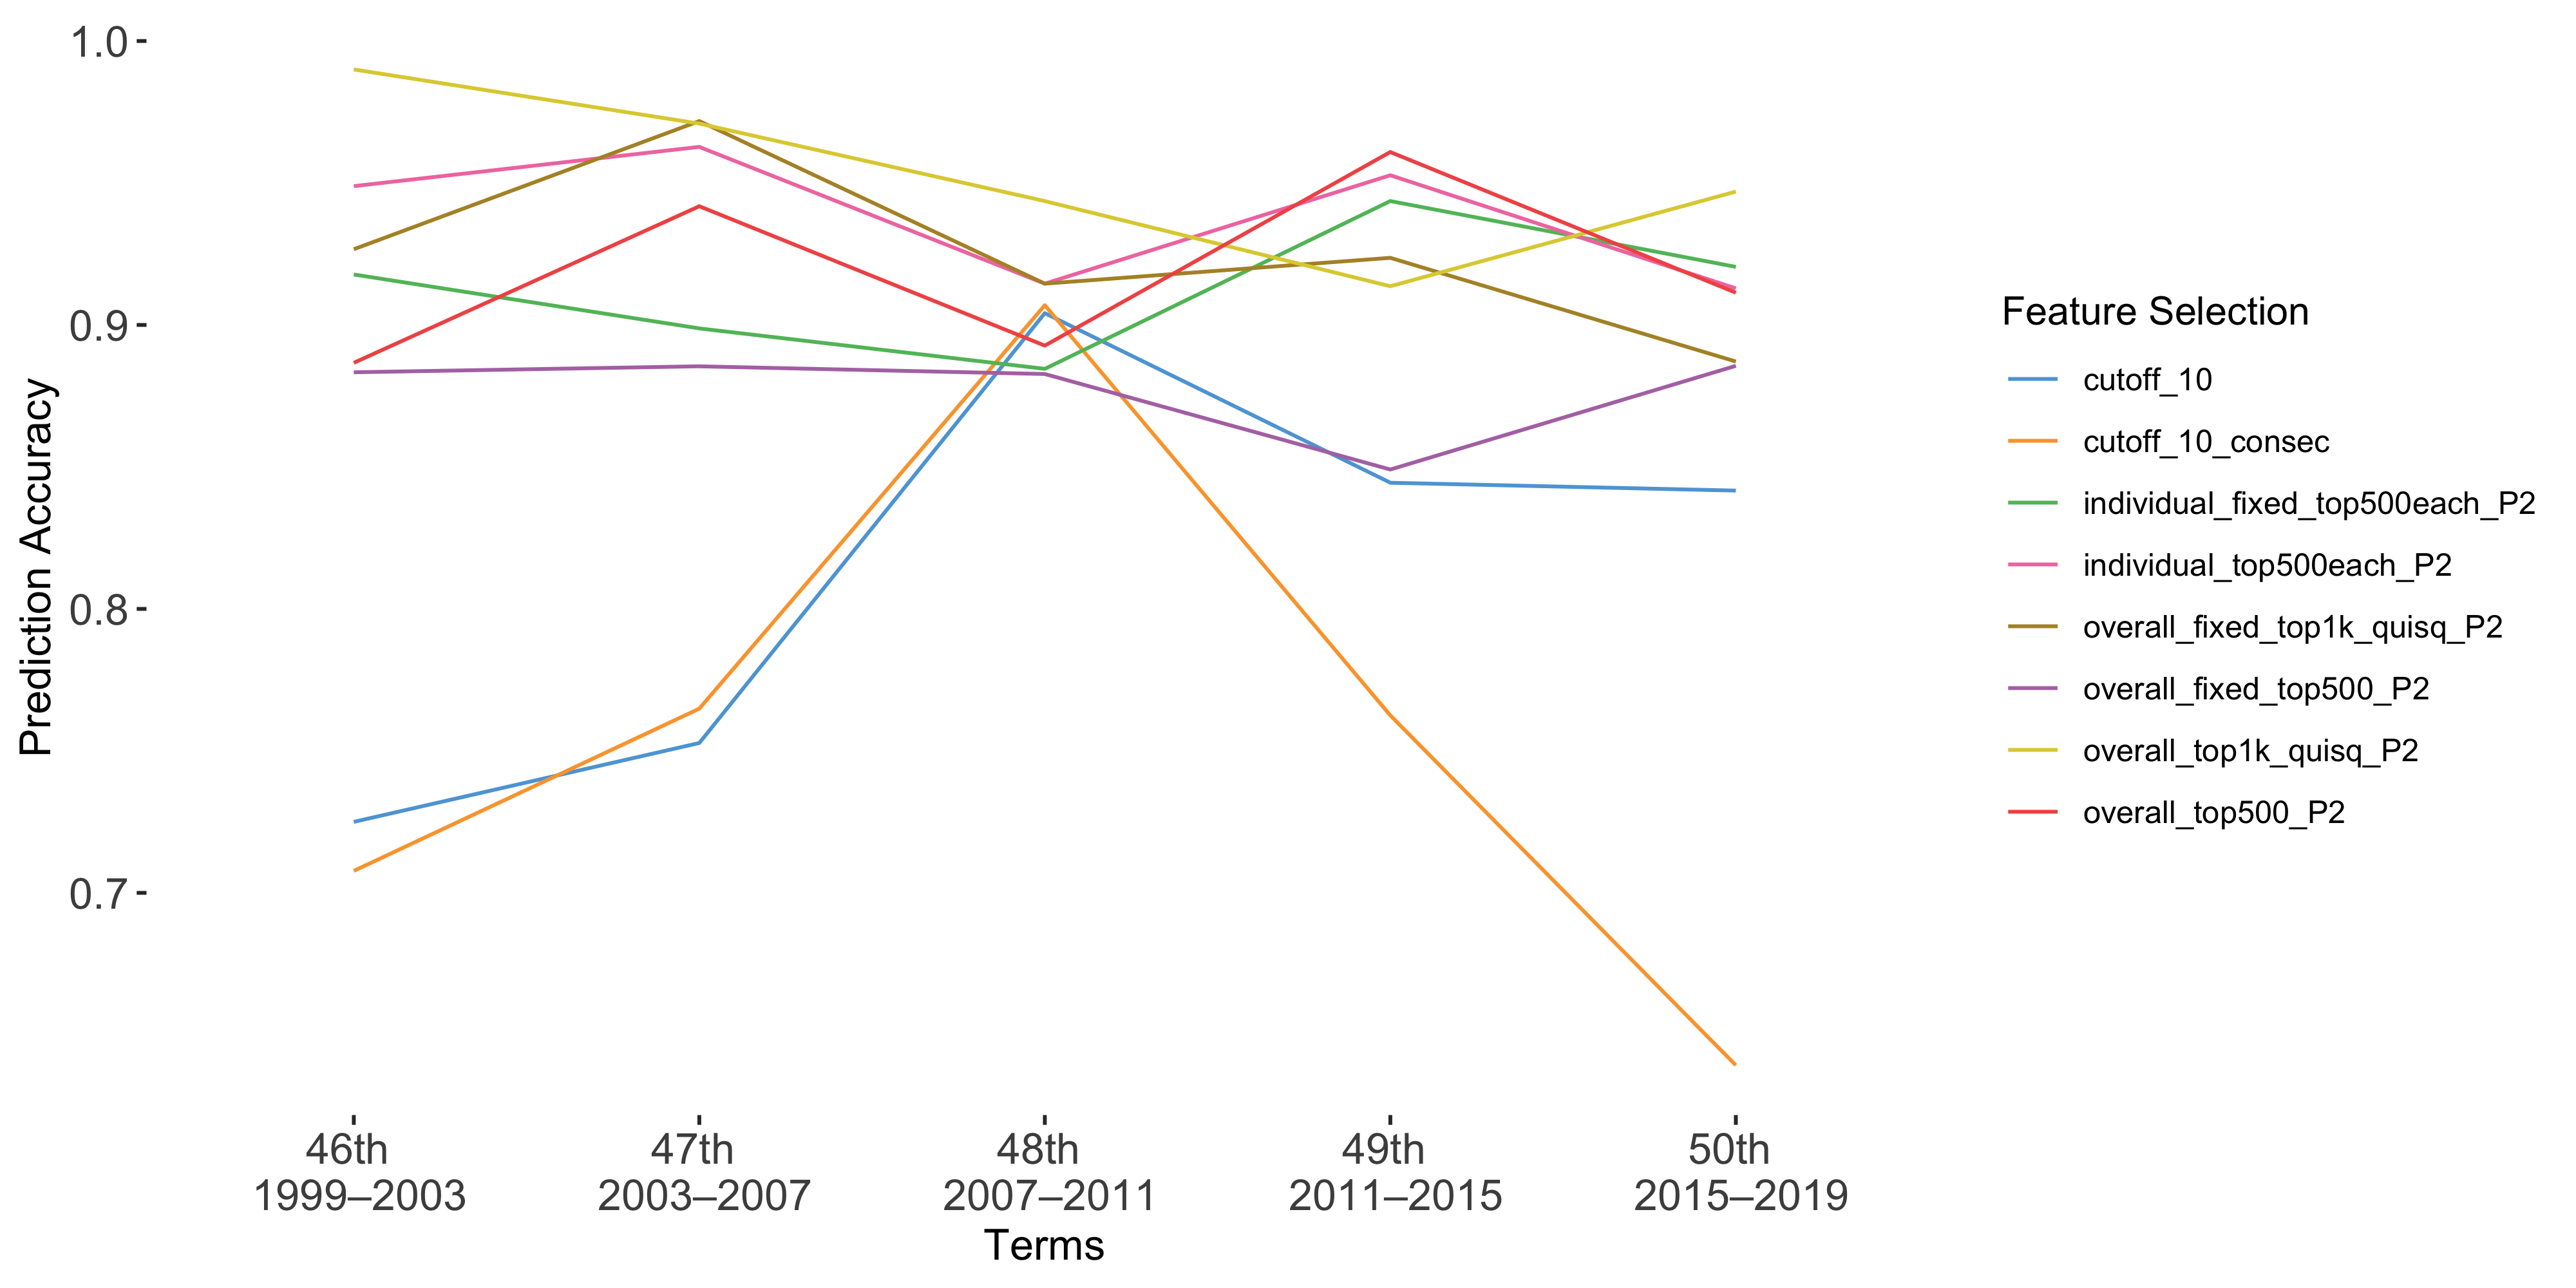 1.0
0.9
0.8
0.7
Prediction Accuracy
46th
1999–2003
47th
2003–2007
48th
2007–2011
49th
2011–2015
50th
2015–2019
Terms
Feature Selection
cutoff_10
cutoff_10_consec
individual_fixed_top500each_P2
individual_top500each_P2
overall_fixed_top1k_quisq_P2
overall_fixed_top500_P2
overall_top1k_quisq_P2
overall_top500_P2